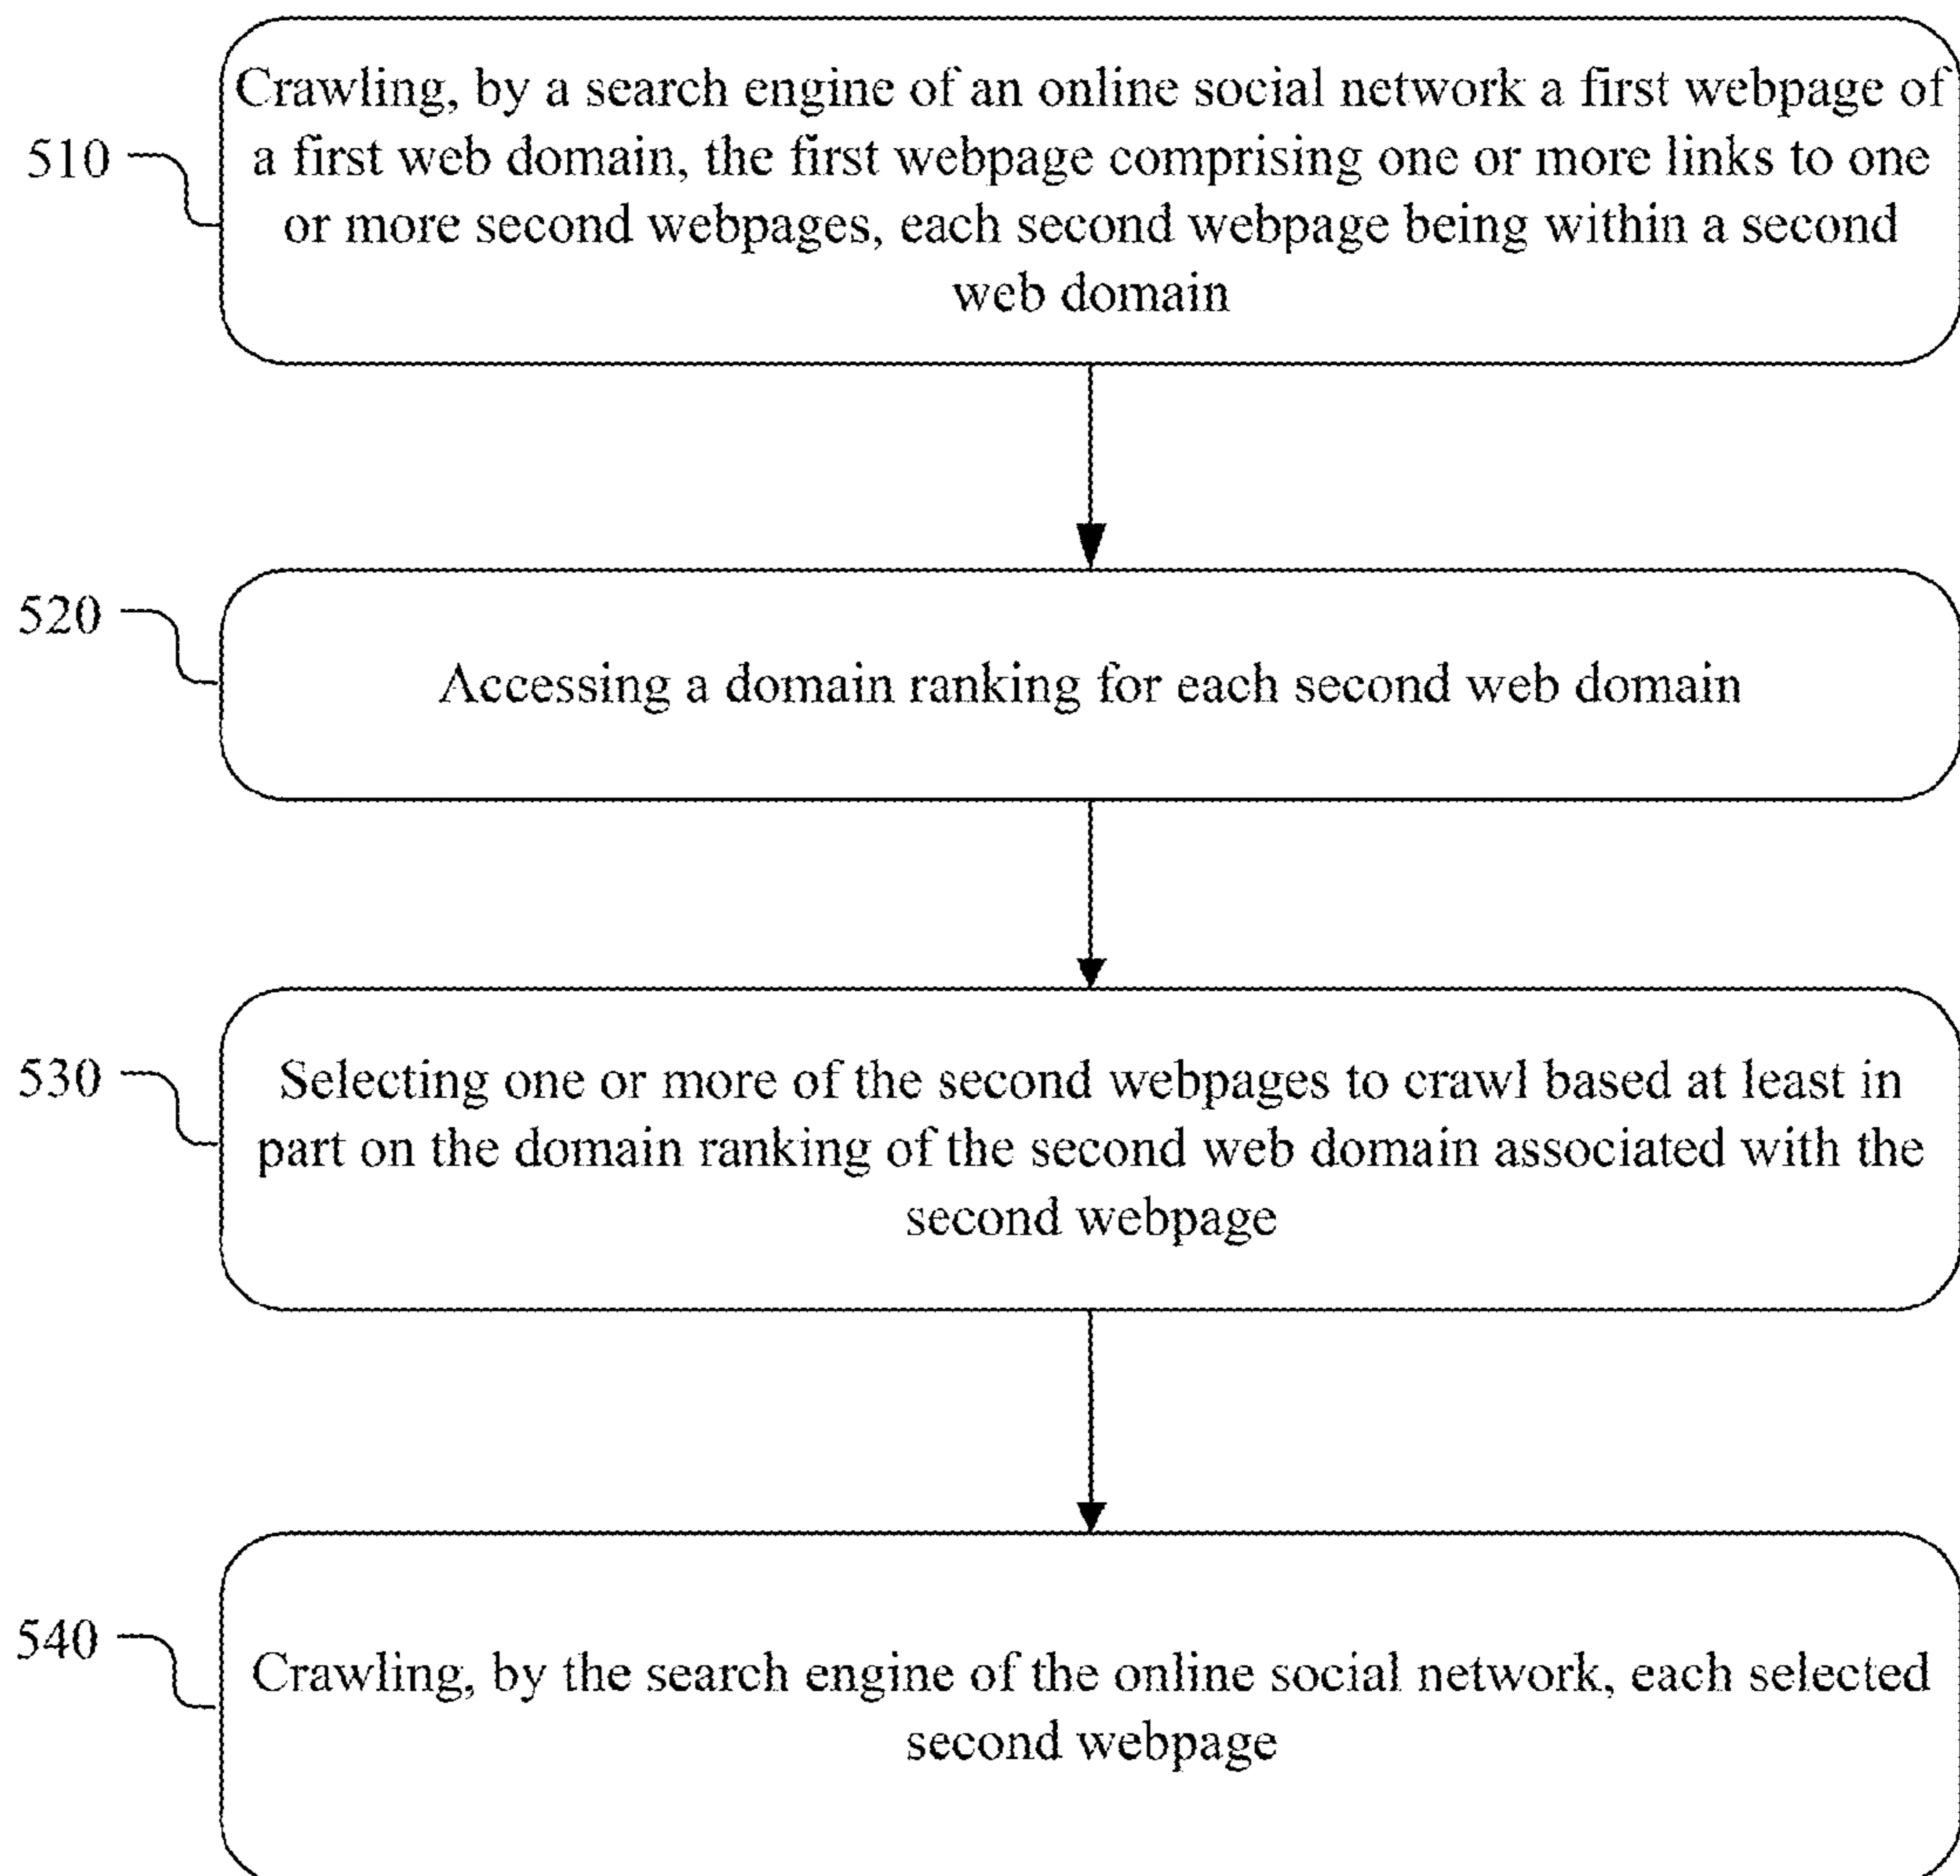 Crawling, by a search engine of an online social network a first webpage of
510
a first web domain, the first webpage comprising one or more links to one
or more second webpages, each second webpage being within a second
web domain
520
Accessing a domain ranking for each second web domain
530
Selecting one or more of the second webpages to crawl based at least in
part on the domain ranking of the second web domain associated with the
second webpage
540
Crawling, by the search engine of the online social network, each selected
second webpage